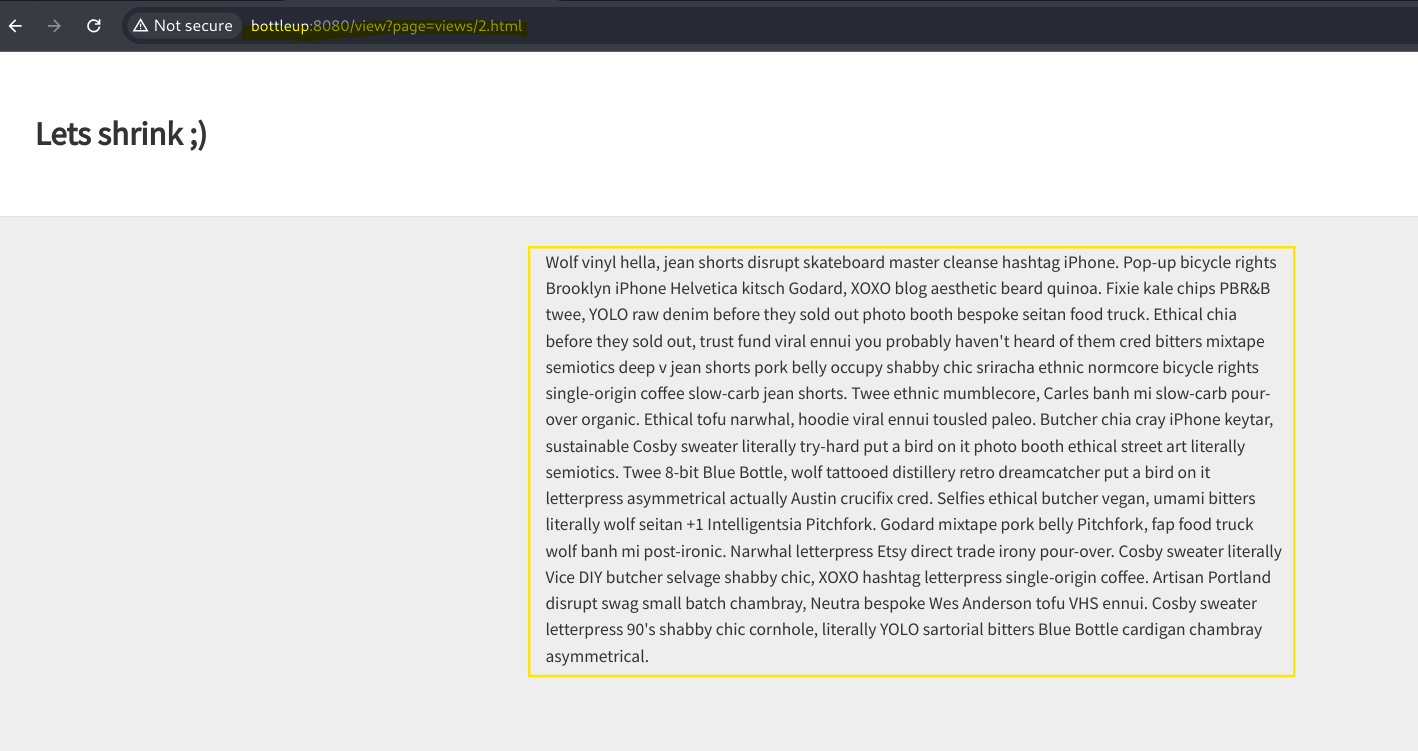 Not secure bottleup:8080/view?page=views/2.html
Lets shrink ;)
Wolf vinyl hella, jean shorts disrupt skateboard master cleanse hashtag iPhone. Pop-up bicycle rights
Brooklyn iPhone Helvetica kitsch Godard, XOXO blog aesthetic beard quinoa. Fixie kale chips PBR&B
twee, YOLO raw denim before they sold out photo booth bespoke seitan food truck. Ethical chia
before they sold out, trust fund viral ennui you probably haven't heard of them cred bitters mixtape
semiotics deep v jean shorts pork belly occupy shabby chic sriracha ethnic normcore bicycle rights
single-origin coffee slow-carb jean shorts. Twee ethnic mumblecore, Carles banh mi slow-carb pour-
over organic. Ethical tofu narwhal, hoodie viral ennui tousled paleo. Butcher chia cray iPhone keytar,
sustainable Cosby sweater literally try-hard put a bird on it photo booth ethical street art literally
semiotics. Twee 8-bit Blue Bottle, wolf tattooed distillery retro dreamcatcher put a bird on it
letterpress asymmetrical actually Austin crucifix cred. Selfies ethical butcher vegan, umami bitters
literally wolf seitan +1 Intelligentsia Pitchfork. Godard mixtape pork belly Pitchfork, fap food truck
wolf banh mi post-ironic. Narwhal letterpress Etsy direct trade irony pour-over. Cosby sweater literally
Vice DIY butcher selvage shabby chic, XOXO hashtag letterpress single-origin coffee. Artisan Portland
disrupt swag small batch chambray, Neutra bespoke Wes Anderson tofu VHS ennui. Cosby sweater
letterpress 90's shabby chic cornhole, literally YOLO sartorial bitters Blue Bottle cardigan chambray
asymmetrical.